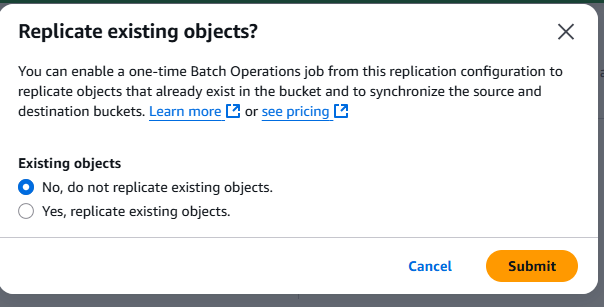 Replicate existing objects?
You can enable a one-time Batch Operations job from this replication configuration to
replicate objects that already exist in the bucket and to synchronize the source and
destination buckets. Learn more or see pricing
Existing objects
No, do not replicate existing objects.
Yes, replicate existing objects.
Cancel Submit